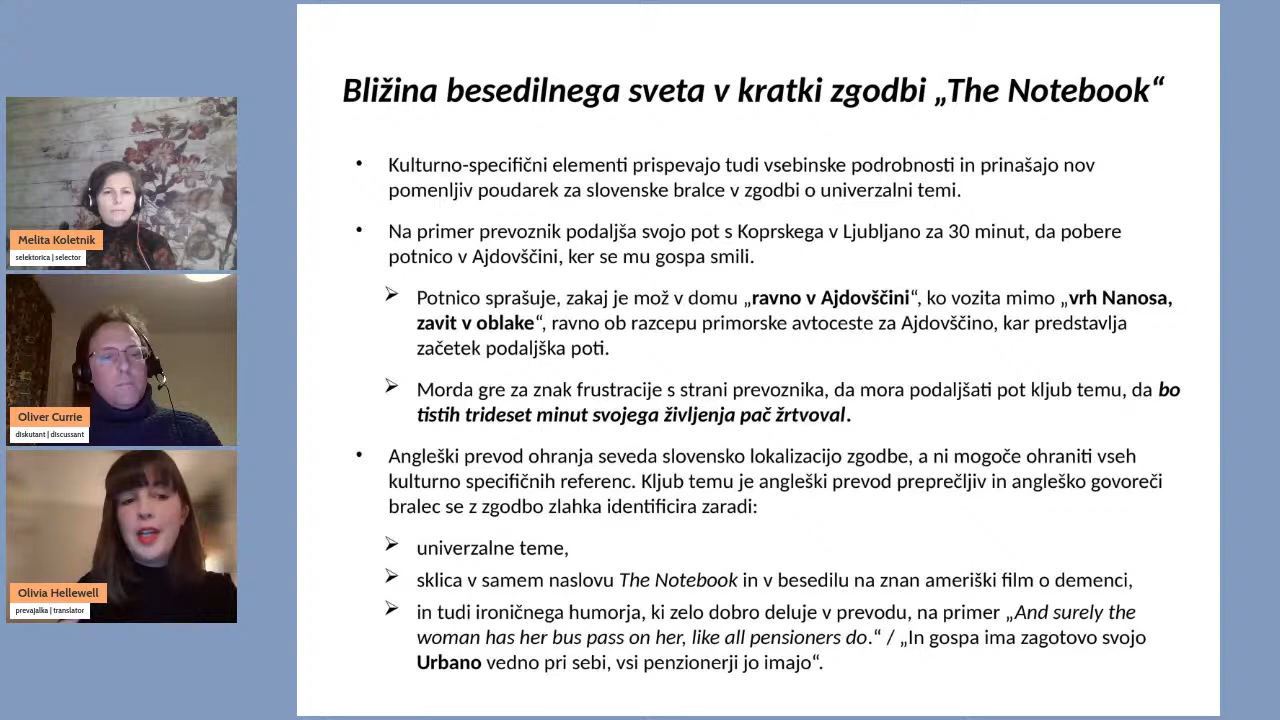 Bližina besedilnega sveta v kratki zgodbi „The Notebook“
• Kulturno-specifični elementi prispevajo tudi vsebinske podrobnosti in prinašajo nov
pomenljiv poudarek za slovenske bralce v zgodbi o univerzalni temi.
• Na primer prevoznik podaljša svojo pot s Koprskega v Ljubljano za 30 minut, da pobere
potnico v Ajdovščini, ker se mu gospa smili.
➢ Potnico sprašuje, zakaj je mož v domu „ravno v Ajdovščini“, ko vozita mimo „vrh Nanosa,
zavit v oblake“, ravno ob razcepu primorske avtoceste za Ajdovščino, kar predstavlja
začetek podaljška poti.
➢ Morda gre za znak frustracije s strani prevoznika, da mora podaljšati pot kljub temu, da bo
tistih trideset minut svojega življenja pač žrtvoval.
• Angleški prevod ohranja seveda slovensko lokalizacijo zgodbe, a ni mogoče ohraniti vseh
kulturno specifičnih referenc. Kljub temu je angleški prevod preprečljiv in angleško govoreči
bralec se z zgodbo zlahka identificira zaradi:
➢ univerzalne teme,
➢ sklica v samem naslovu The Notebook in v besedilu na znan ameriški film o demenci,
➢ in tudi ironičnega humorja, ki zelo dobro deluje v prevodu, na primer „And surely the
woman has her bus pass on her, like all pensioners do.“ / „In gospa ima zagotovo svojo
Urbano vedno pri sebi, vsi penzionerji jo imajo“.
Melita Koletnik
selektorica | selector
Oliver Currie
diskutant | discussant
Olivia Hellewell
prevajalka | translator